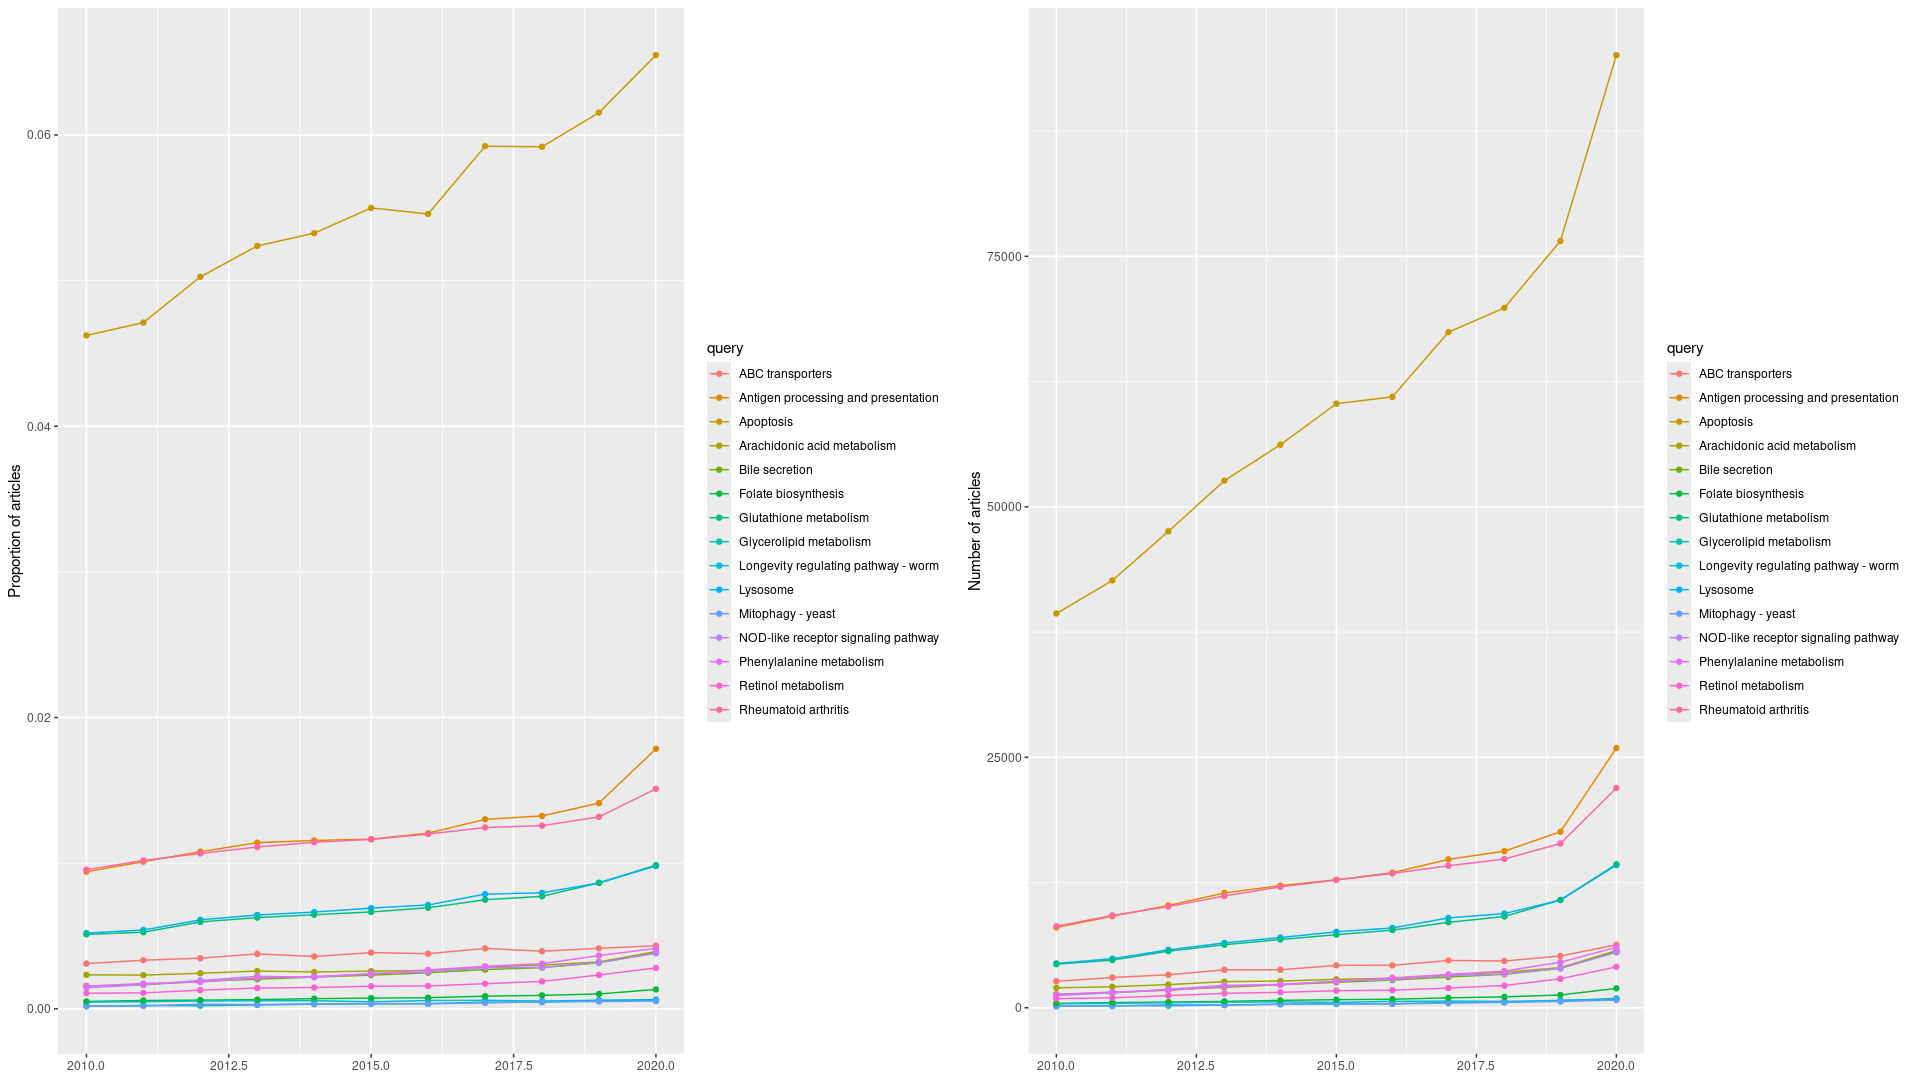 Proportion of articles
0.06
0.04
0.02
0.00
2010.0
2012.5
2015.0
2017.5
2020.0
query
ABC transporters
Antigen processing and presentation
Apoptosis
Arachidonic acid metabolism
Bile secretion
Folate biosynthesis
Glutathione metabolism
Glycerolipid metabolism
Longevity regulating pathway - worm
Lysosome
Mitophagy - yeast
NOD-like receptor signaling pathway
Phenylalanine metabolism
Retinol metabolism
Rheumatoid arthritis
Number of articles
75000
50000
25000
0
2010.0
2012.5
2015.0
2017.5
2020.0
query
ABC transporters
Antigen processing and presentation
Apoptosis
Arachidonic acid metabolism
Bile secretion
Folate biosynthesis
Glutathione metabolism
Glycerolipid metabolism
Longevity regulating pathway - worm
Lysosome
Mitophagy - yeast
NOD-like receptor signaling pathway
Phenylalanine metabolism
Retinol metabolism
Rheumatoid arthritis